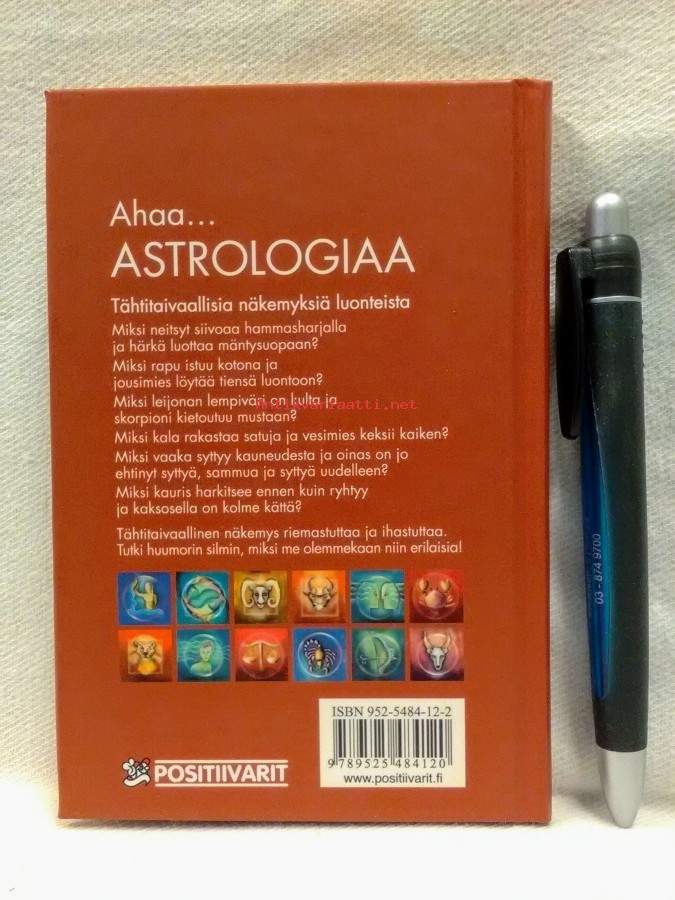 Ahaa...
ASTROLOGIAA
Tähtitaivaallisia näkemyksiä luonteista
Miksi neitsyt siivoaa hammasharjalla
ja härkä luottaa mäntysuopaan?
Miksi rapu istuu kotona ja
jousimies löytää tiensä luontoon?
Miksi leijonan lempiväri on kulta ja
skorpioni kietoutuu mustaan?
Miksi kala rakastaa satuja ja vesimies keksii kaiken?
Miksi vaaka syttyy kauneudesta ja oinas on jo
ehtinyt syttyä, sammua ja syttyä uudelleen?
Miksi kauris harkitsee ennen kuin ryhtyy
ja kaksosella on kolme kättä?
Tähtitaivaallinen näkemys riemastuttaa ja ihastuttaa.
Tutki huumorin silmin, miksi me olemmekaan niin erilaisia!
ISBN 952-5484-12-2
9 789525 484120
www.positiivarit.fi
POSITIIVARIT
03 - 874 9700